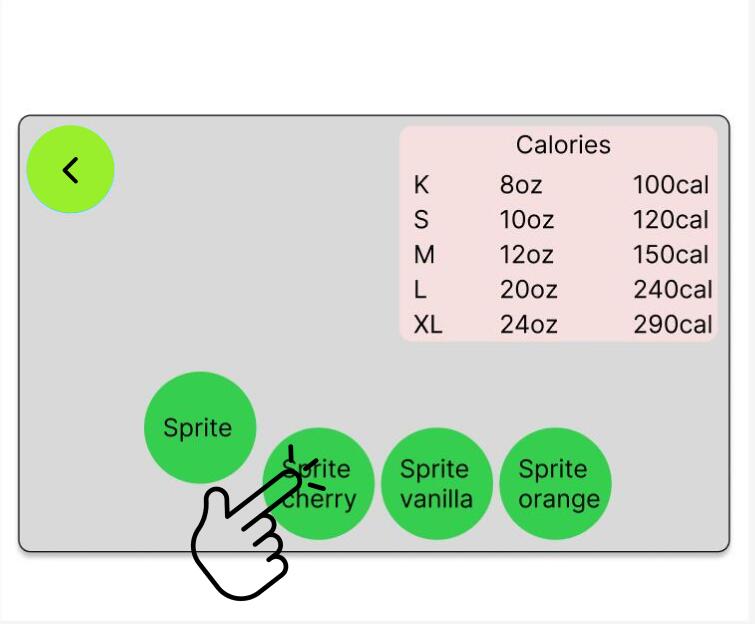 Calories
K 8oz 100cal
S 10oz 120cal
M 12oz 150cal
L 20oz 240cal
XL 24oz 290cal
Sprite
Sprite
cherry
Sprite
vanilla
Sprite
orange